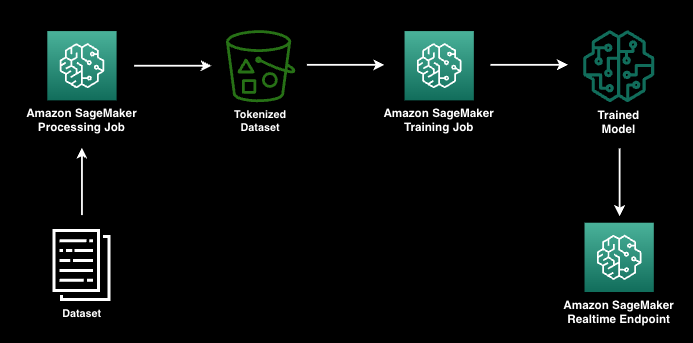 Amazon SageMaker
Processing Job
Tokenized
Dataset
Amazon SageMaker
Training Job
Trained
Model
Dataset
Amazon SageMaker
Realtime Endpoint